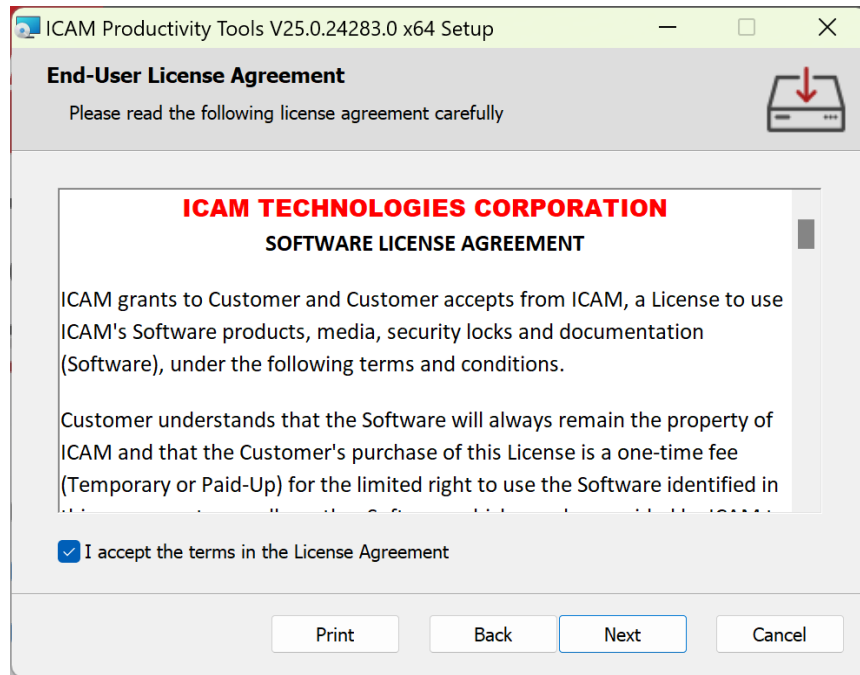 ICAM Productivity Tools V25.0.24283.0 x64 Setup
End-User License Agreement
Please read the following license agreement carefully
ICAM TECHNOLOGIES CORPORATION
SOFTWARE LICENSE AGREEMENT
ICAM grants to Customer and Customer accepts from ICAM, a License to use
ICAM's Software products, media, security locks and documentation
(Software), under the following terms and conditions.
Customer understands that the Software will always remain the property of
ICAM and that the Customer's purchase of this License is a one-time fee
(Temporary or Paid-Up) for the limited right to use the Software identified in
I accept the terms in the License Agreement
Print Back Next Cancel